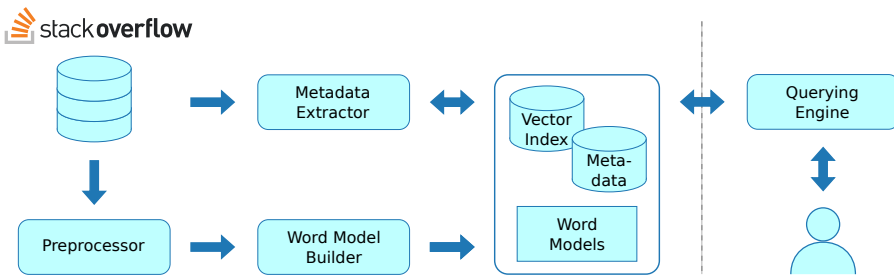 stackoverflow
Metadata
Extractor
Vector
Index
Meta-
data
Querying
Engine
Preprocessor
Word Model
Builder
Word
Models